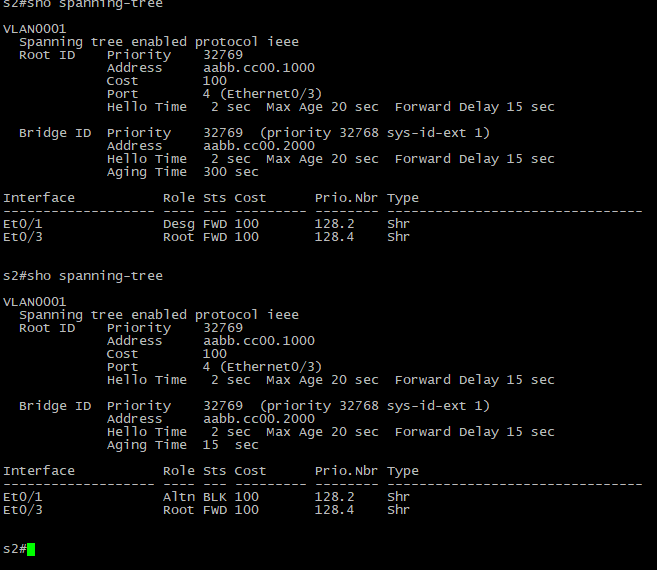 s2#sho spanning-tree
VLAN0001
  Spanning tree enabled protocol ieee
  Root ID    Priority    32769
             Address     aabb.cc00.1000
             Cost        100
             Port        4 (Ethernet0/3)
             Hello Time   2 sec  Max Age 20 sec  Forward Delay 15 sec
  Bridge ID  Priority    32769  (priority 32768 sys-id-ext 1)
             Address     aabb.cc00.2000
             Hello Time   2 sec  Max Age 20 sec  Forward Delay 15 sec
             Aging Time  300 sec
Interface           Role Sts Cost      Prio.Nbr Type
------------------- ---- --- --------- -------- --------------------------------
Et0/1               Desg FWD 100       128.2    Shr
Et0/3               Root FWD 100       128.4    Shr
s2#sho spanning-tree
VLAN0001
  Spanning tree enabled protocol ieee
  Root ID    Priority    32769
             Address     aabb.cc00.1000
             Cost        100
             Port        4 (Ethernet0/3)
             Hello Time   2 sec  Max Age 20 sec  Forward Delay 15 sec
  Bridge ID  Priority    32769  (priority 32768 sys-id-ext 1)
             Address     aabb.cc00.2000
             Hello Time   2 sec  Max Age 20 sec  Forward Delay 15 sec
             Aging Time  15  sec
Interface           Role Sts Cost      Prio.Nbr Type
------------------- ---- --- --------- -------- --------------------------------
Et0/1               Altn BLK 100       128.2    Shr
Et0/3               Root FWD 100       128.4    Shr
s2#